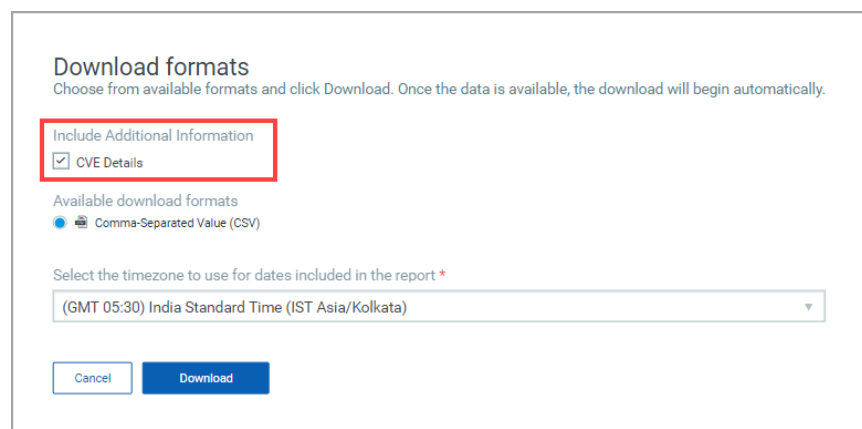 Download formats
Choose from available formats and click Download. Once the data is available, the download will begin automatically.
Include Additional Information
CVE Details
Available download formats
Comma-Separated Value (CSV)
Select the timezone to use for dates included in the report *
(GMT 05:30) India Standard Time (IST Asia/Kolkata)
Cancel Download